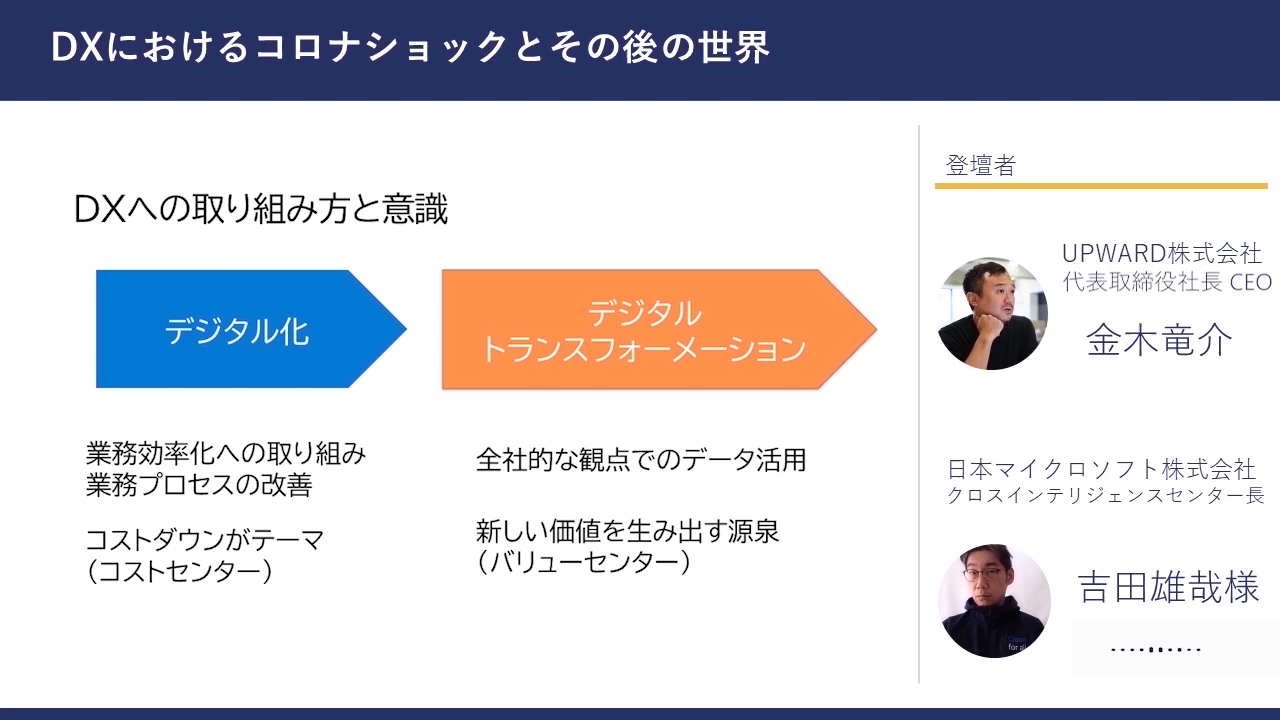 DXにおけるコロナショックとその後の世界
DXへの取り組み方と意識
デジタル化
デジタル
トランスフォーメーション
業務効率化への取り組み
業務プロセスの改善
コストダウンがテーマ
（コストセンター）
全社的な観点でのデータ活用
新しい価値を生み出す源泉
（バリューセンター）
登壇者
UPWARD株式会社
代表取締役社長 CEO
金木竜介
日本マイクロソフト株式会社
クロスインテリジェンスセンター長
吉田雄哉様
Cloud
for all